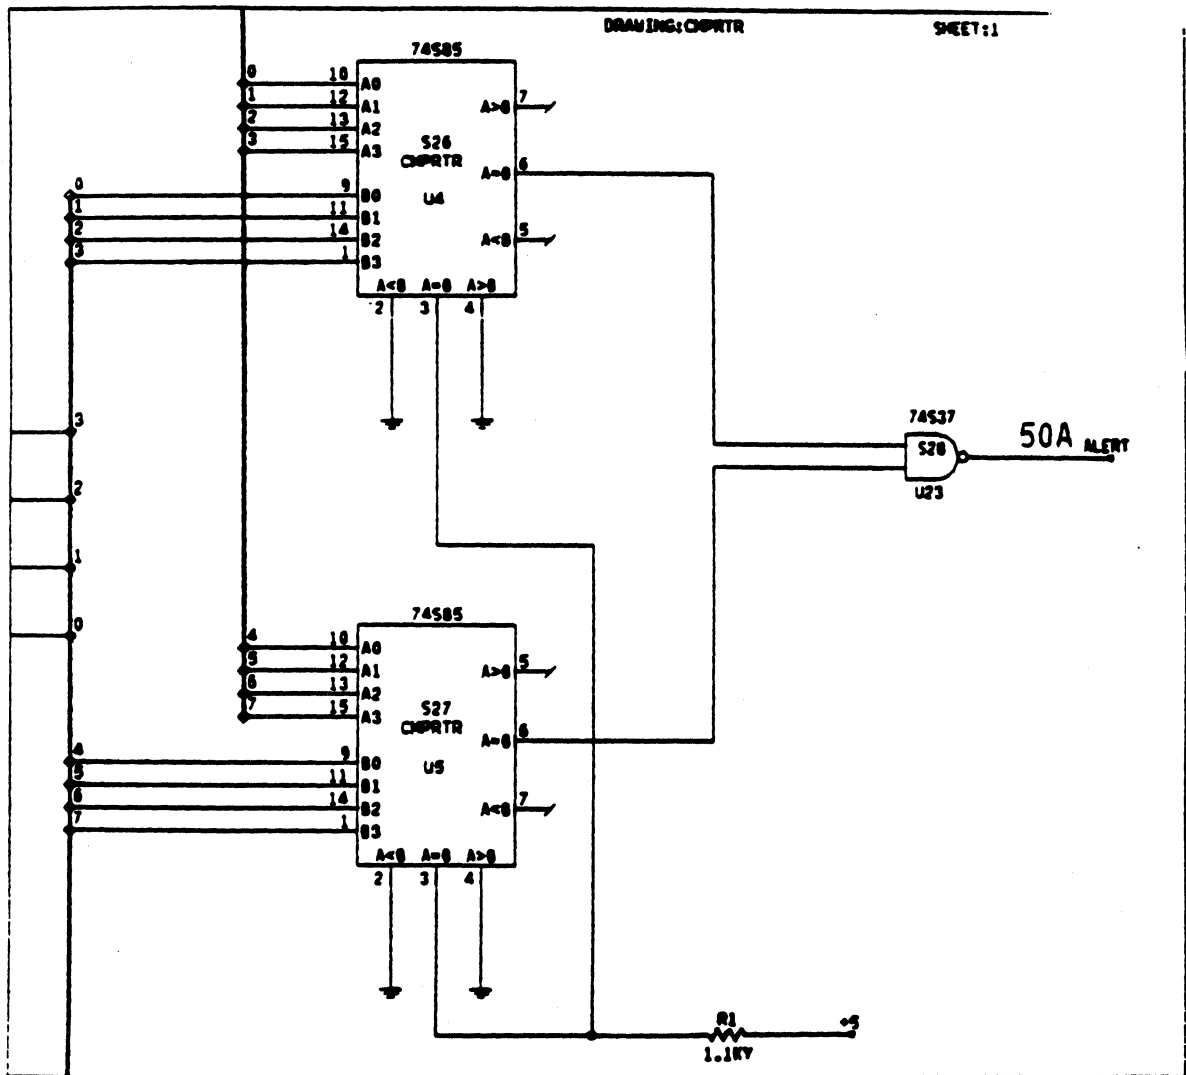 DRAWING:CMPRTR SHEET:1
74S85
0 10 A0
1 12 A1
2 13 A2
3 15 A3
A>B 7
S26
CMPRTR
U4
A=B 6
0 9 B0
1 11 B1
2 14 B2
3 1 B3
A<B 5
A<B A=B A>B
2 3 4
3
2
1
0
74S37
S28
U23
50A ALERT
74S85
4 10 A0
5 12 A1
6 13 A2
7 15 A3
A>B 5
S27
CMPRTR
U5
A=B 6
4 9 B0
5 11 B1
6 14 B2
7 1 B3
A<B 7
A<B A=B A>B
2 3 4
R1
1.1KY
+5